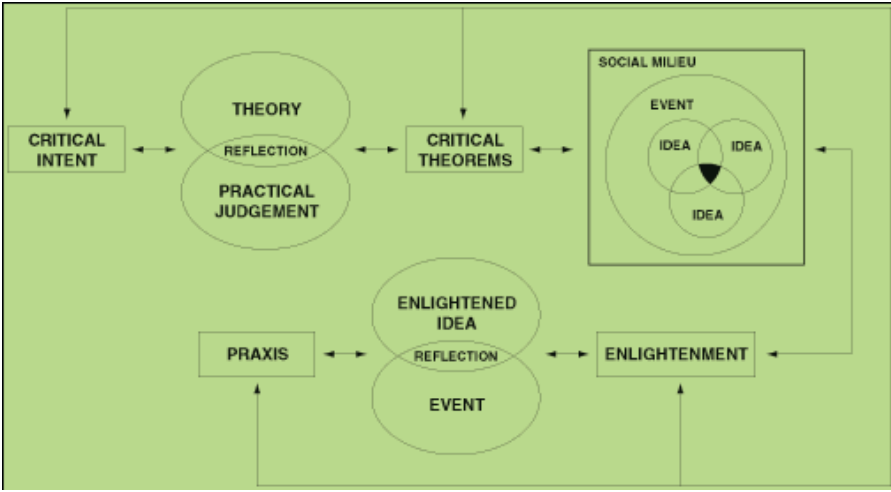 SOCIAL MILIEU
THEORY
EVENT
CRITICAL
INTENT
REFLECTION
CRITICAL
THEOREMS
IDEA
IDEA
PRACTICAL
JUDGEMENT
IDEA
ENLIGHTENED
IDEA
PRAXIS
REFLECTION
ENLIGHTENMENT
EVENT